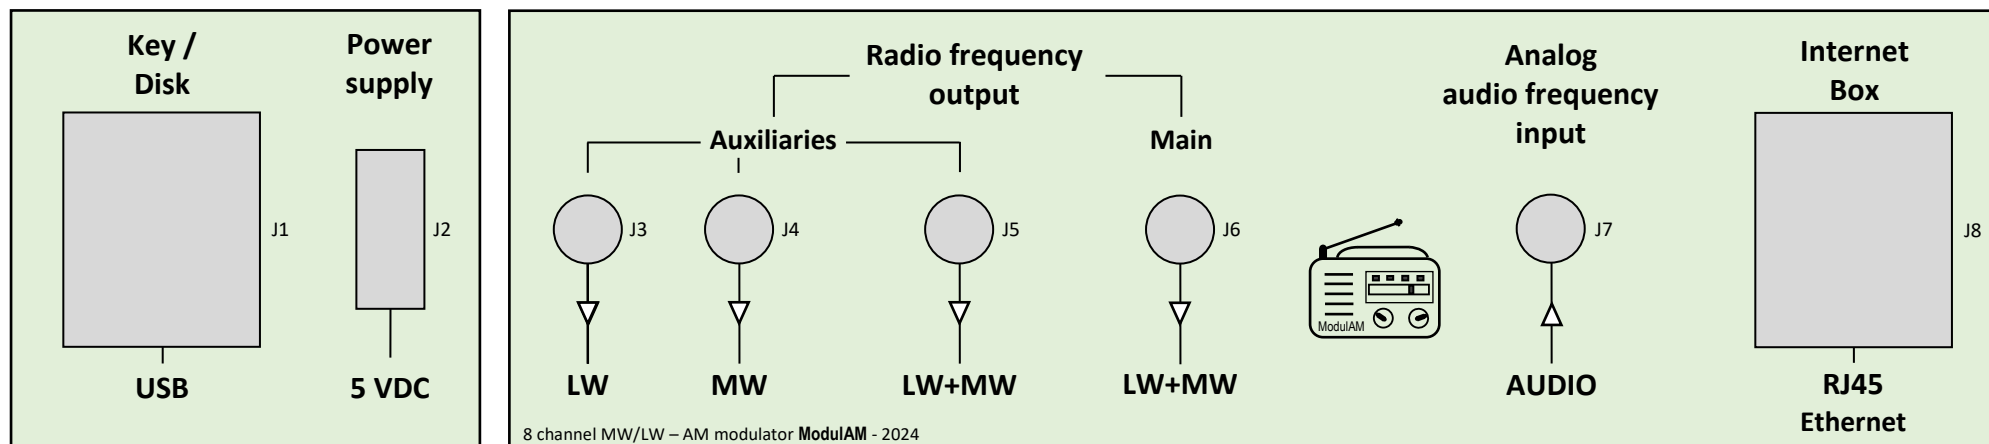 Key /
Disk
Power
supply
J1
J2
USB
5 VDC
Radio frequency
output
Auxiliaries
Main
J3
J4
J5
J6
LW
MW
LW+MW
LW+MW
ModulAM
Analog
audio frequency
input
J7
AUDIO
Internet
Box
J8
RJ45
Ethernet
8 channel MW/LW – AM modulator ModulAM - 2024